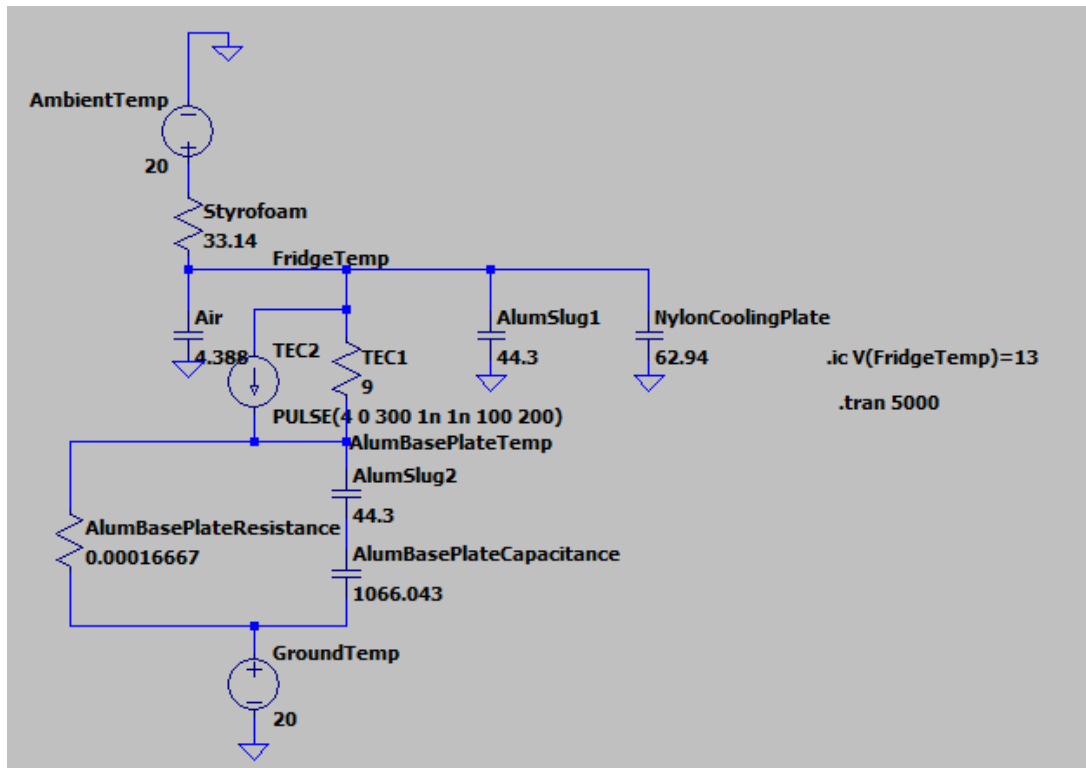 AmbientTemp
20
Styrofoam
33.14
FridgeTemp
Air
4.388
TEC2
TEC1
9
PULSE(4 0 300 1n 1n 100 200)
AlumSlug1
44.3
NylonCoolingPlate
62.94
.ic V(FridgeTemp)=13
.tran 5000
AlumBasePlateTemp
AlumSlug2
44.3
AlumBasePlateResistance
0.00016667
AlumBasePlateCapacitance
1066.043
GroundTemp
20